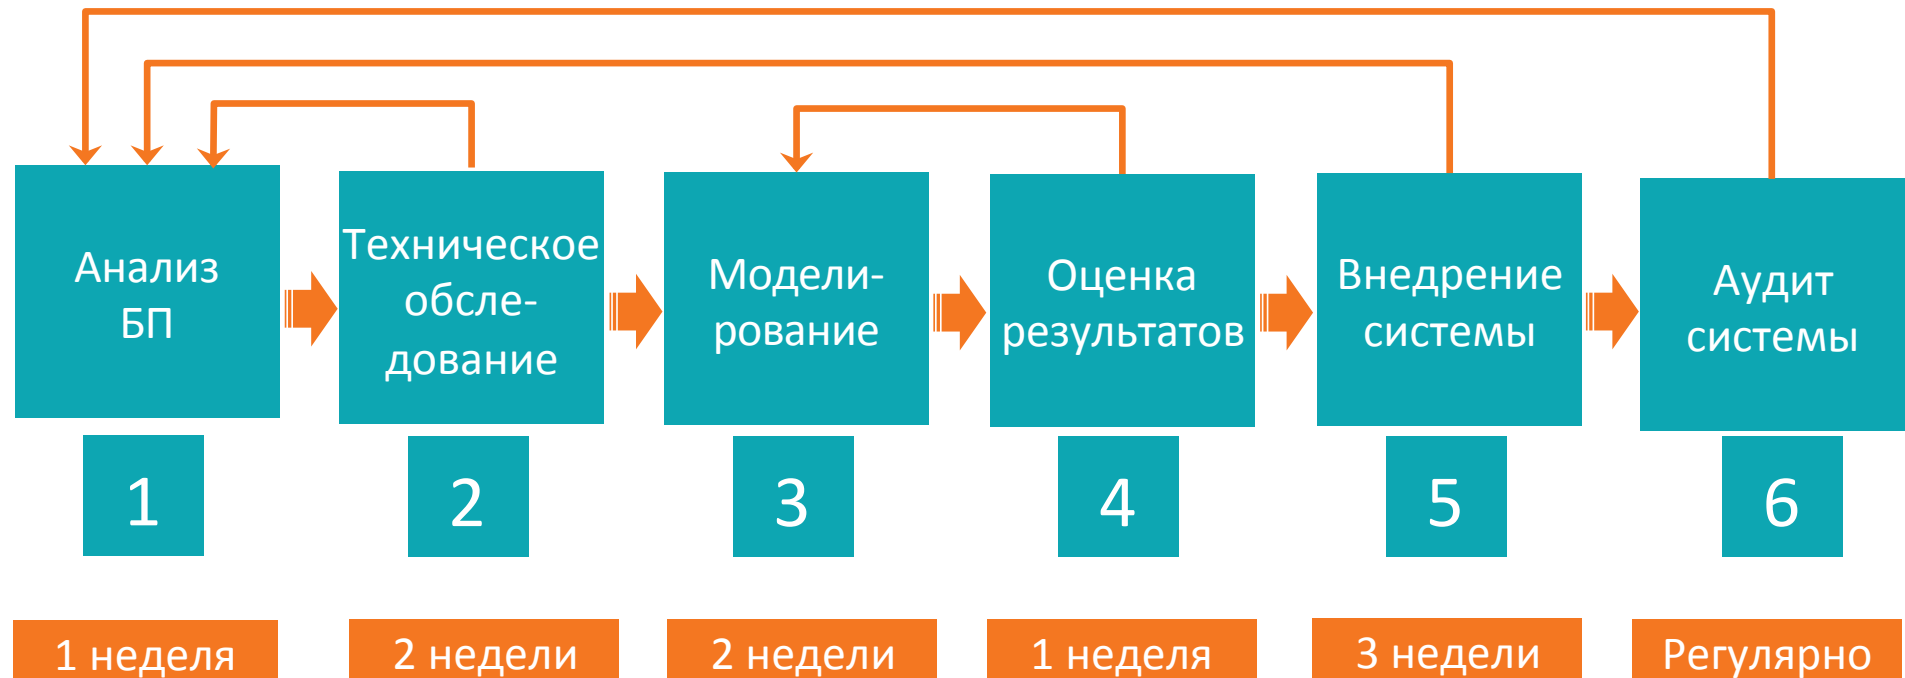 Анализ
БП
Техническое
обсле-
дование
Модели-
рование
Оценка
результатов
Внедрение
системы
Аудит
системы
1
2
3
4
5
6
1 неделя
2 недели
2 недели
1 неделя
3 недели
Регулярно